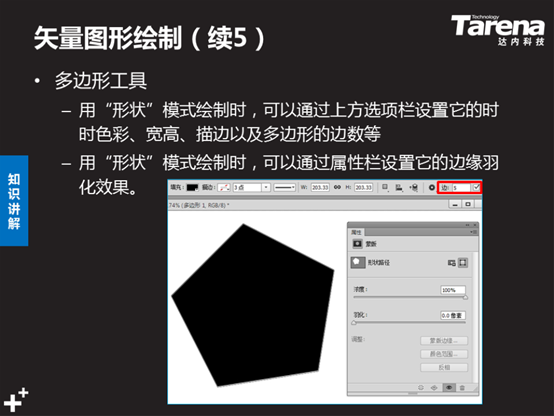 矢量图形绘制（续5）
Technology
Tarena
达内科技
• 多边形工具
– 用“形状”模式绘制时，可以通过上方选项栏设置它的时
时色彩、宽高、描边以及多边形的边数等
– 用“形状”模式绘制时，可以通过属性栏设置它的边缘羽
化效果。
知识讲解
填充: 描边: 3 点 W: 203.33 H: 203.33 边: 5
74% (多边形 1, RGB/8) *
属性
蒙版
形状路径
浓度: 100%
羽化: 0.0 像素
调整:
蒙版边缘...
颜色范围...
反相